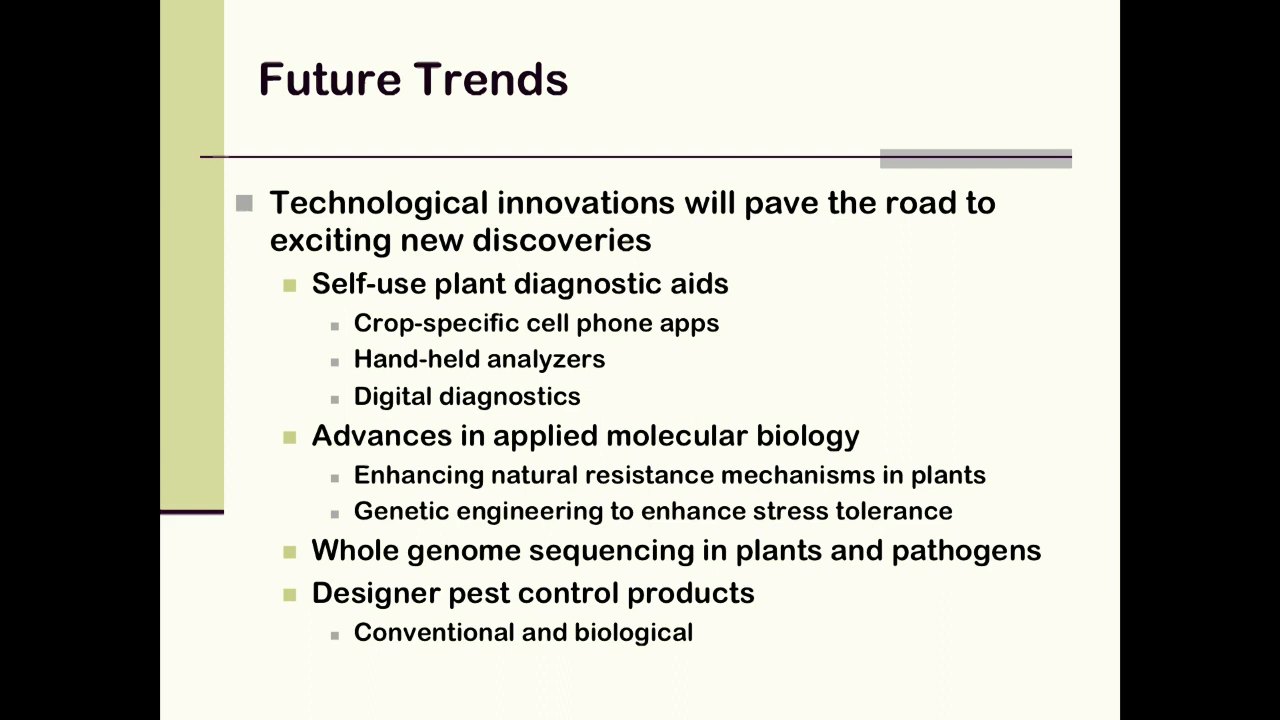 Future Trends
Technological innovations will pave the road to
exciting new discoveries
Self-use plant diagnostic aids
Crop-specific cell phone apps
Hand-held analyzers
Digital diagnostics
Advances in applied molecular biology
Enhancing natural resistance mechanisms in plants
Genetic engineering to enhance stress tolerance
Whole genome sequencing in plants and pathogens
Designer pest control products
Conventional and biological